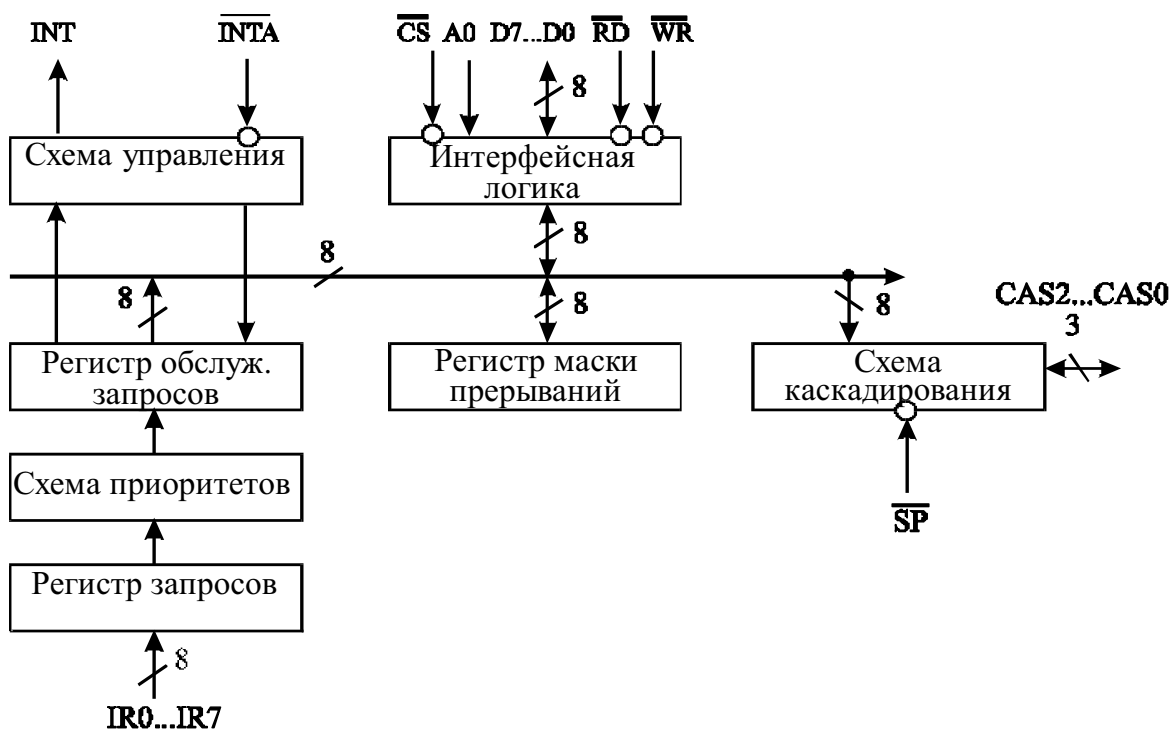 INT
INTA
CS
A0
D7...D0
RD
WR
8
Схема управления
Интерфейсная
логика
8
8
8
8
8
CAS2...CAS0
3
Регистр обслуж.
запросов
Регистр маски
прерываний
Схема
каскадирования
Схема приоритетов
SP
Регистр запросов
8
IR0...IR7